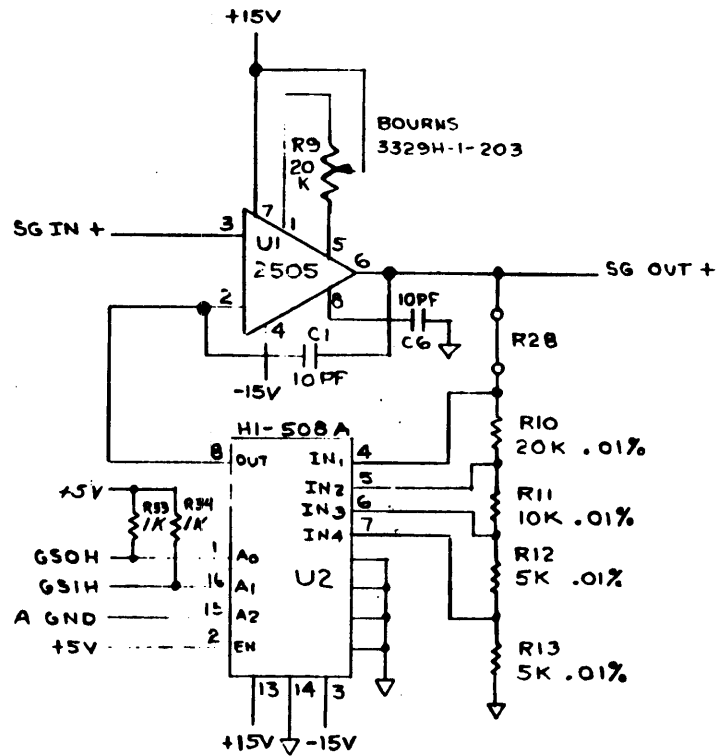 +15V
BOURNS
3329H-1-203
R9
20
K
SG IN +
3
7
1
U1
2505
5
6
SG OUT +
2
4
8
10PF
C6
C1
10PF
-15V
R28
HI-508A
8
OUT
IN1
4
R10
20K .01%
+5V
IN2
5
R33
1K
R34
1K
IN3
6
R11
10K .01%
IN4
7
GS0H
1
A0
U2
R12
5K .01%
GS1H
16
A1
A GND
15
A2
+5V
2
EN
R13
5K .01%
13
14
3
+15V
-15V